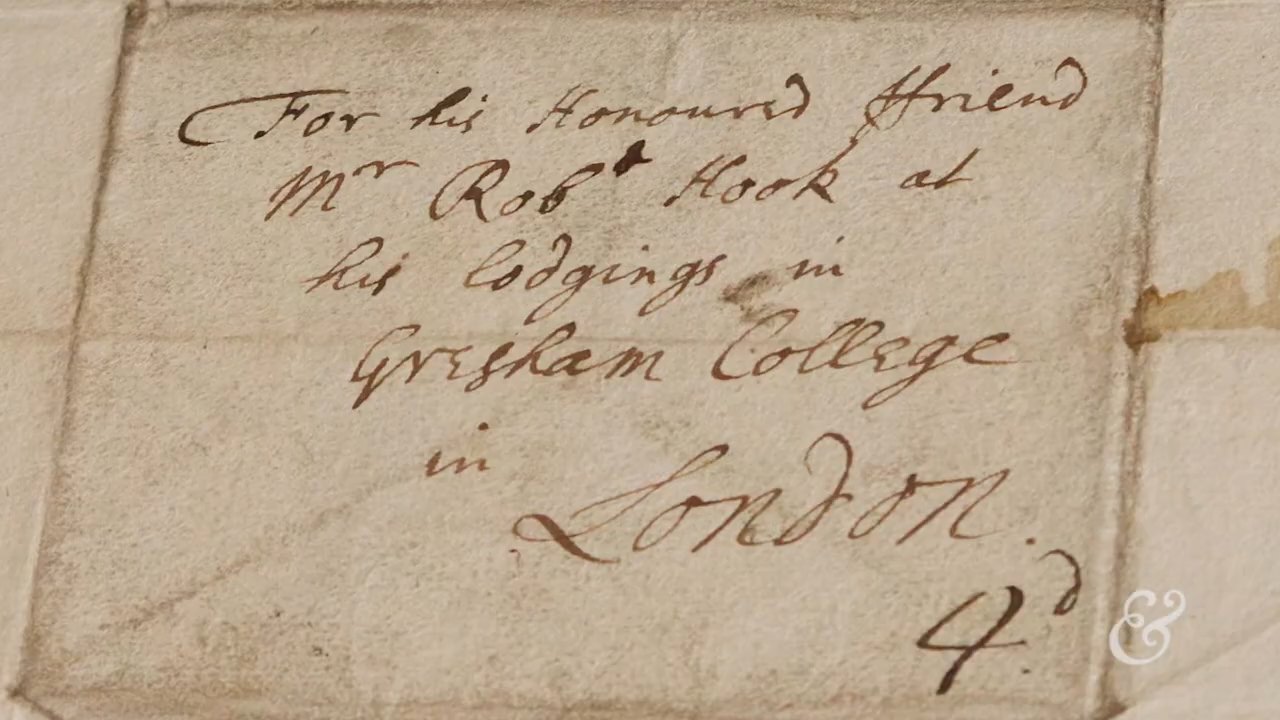 For his Honoured ffriend
Mr Robt Hook at
his lodgings in
Gresham College
in
London.
4d
&